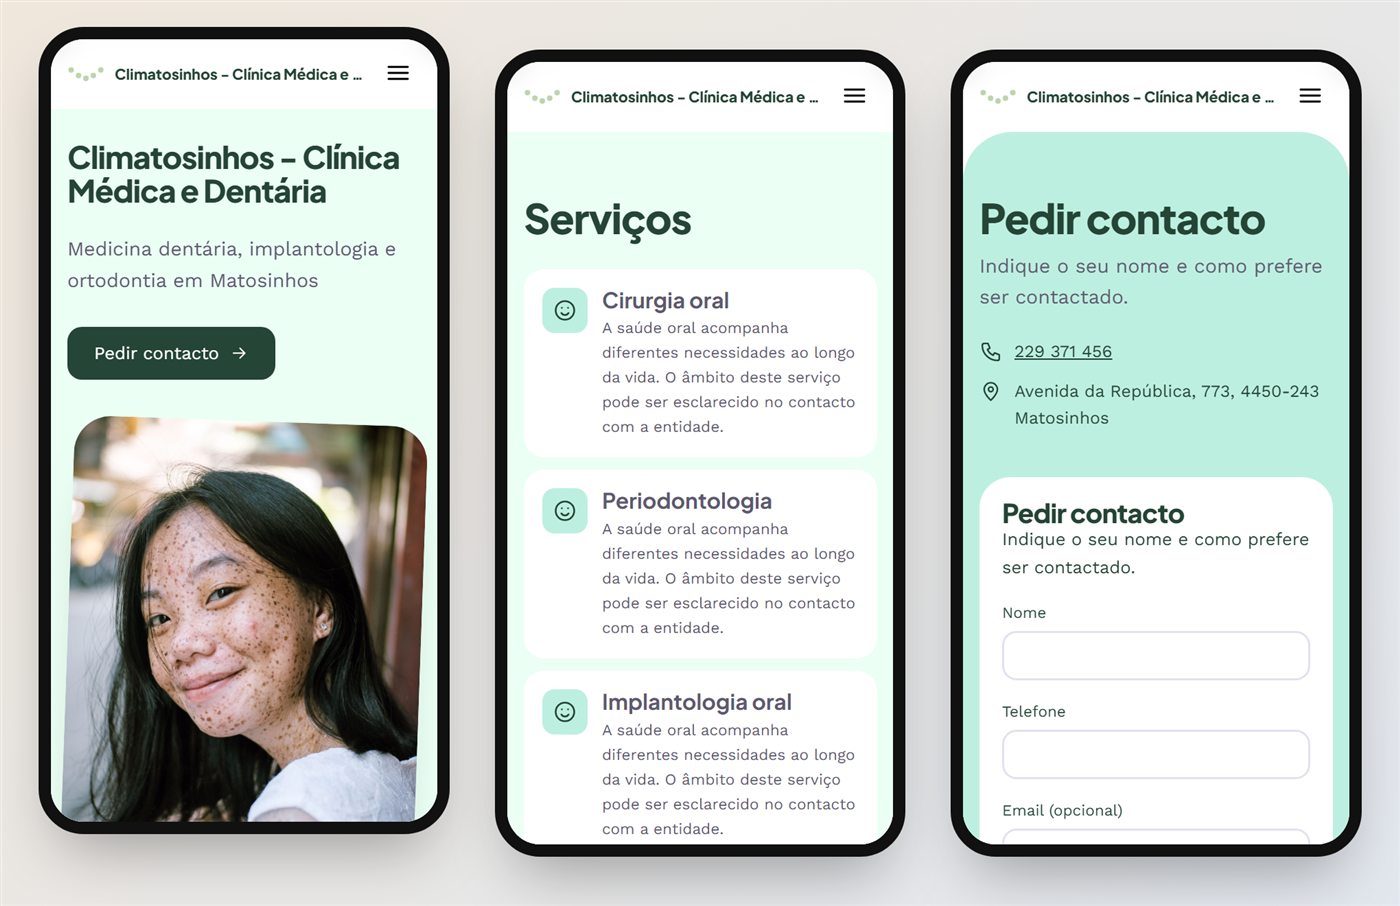 Climatosinhos – Clínica Médica e ...
Climatosinhos – Clínica
Médica e Dentária
Medicina dentária, implantologia e
ortodontia em Matosinhos
Pedir contacto →
Climatosinhos – Clínica Médica e ...
Serviços
Cirurgia oral
A saúde oral acompanha
diferentes necessidades ao longo
da vida. O âmbito deste serviço
pode ser esclarecido no contacto
com a entidade.
Periodontologia
A saúde oral acompanha
diferentes necessidades ao longo
da vida. O âmbito deste serviço
pode ser esclarecido no contacto
com a entidade.
Implantologia oral
A saúde oral acompanha
diferentes necessidades ao longo
da vida. O âmbito deste serviço
pode ser esclarecido no contacto
com a entidade.
Climatosinhos – Clínica Médica e ...
Pedir contacto
Indique o seu nome e como prefere
ser contactado.
229 371 456
Avenida da República, 773, 4450-243
Matosinhos
Pedir contacto
Indique o seu nome e como prefere
ser contactado.
Nome
Telefone
Email (opcional)